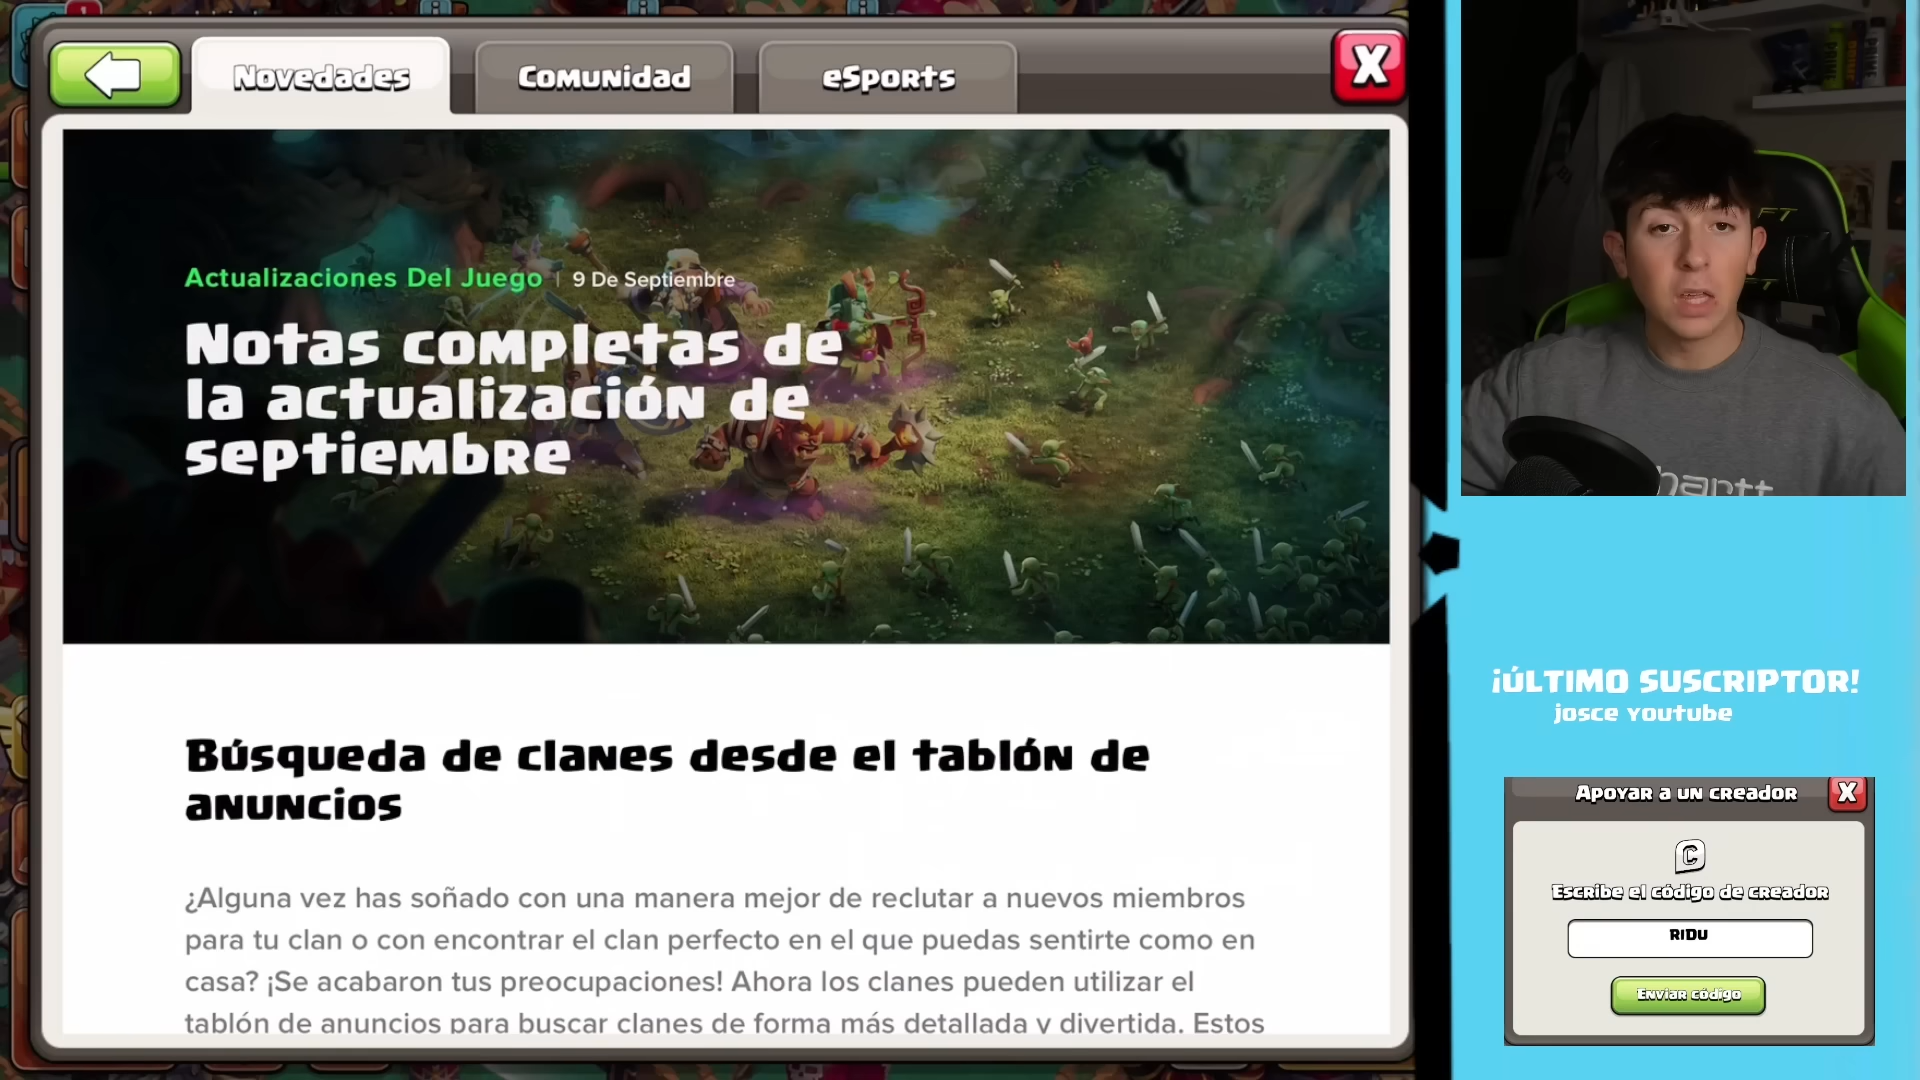 Novedades
Comunidad
eSports
X
Actualizaciones Del Juego | 9 De Septiembre
Notas completas de
la actualización de
septiembre
Búsqueda de clanes desde el tablón de
anuncios
¿Alguna vez has soñado con una manera mejor de reclutar a nuevos miembros
para tu clan o con encontrar el clan perfecto en el que puedas sentirte como en
casa? ¡Se acabaron tus preocupaciones! Ahora los clanes pueden utilizar el
tablón de anuncios para buscar clanes de forma más detallada y divertida. Estos
¡ÚLTIMO SUSCRIPTOR!
josce youtube
Apoyar a un creador
X
C
Escribe el código de creador
RIDU
Enviar código